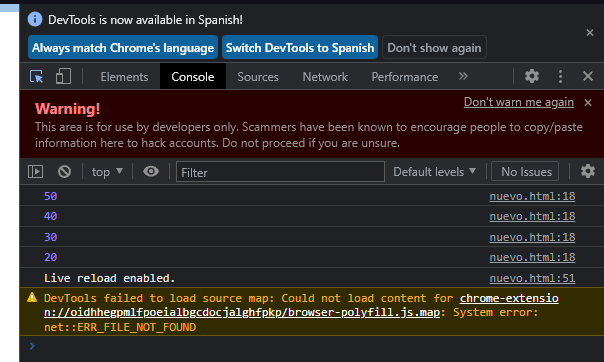 DevTools is now available in Spanish!
Always match Chrome's language Switch DevTools to Spanish Don't show again
Elements Console Sources Network Performance
Warning! Don't warn me again
This area is for use by developers only. Scammers have been known to encourage people to copy/paste
information here to hack accounts. Do not proceed if you are unsure.
top Filter Default levels No Issues
50 nuevo.html:18
40 nuevo.html:18
30 nuevo.html:18
20 nuevo.html:18
Live reload enabled. nuevo.html:51
DevTools failed to load source map: Could not load content for chrome-extensio
n://oidhhegpmlfpoeialbgcdocjalghfpkp/browser-polyfill.js.map: System error:
net::ERR_FILE_NOT_FOUND